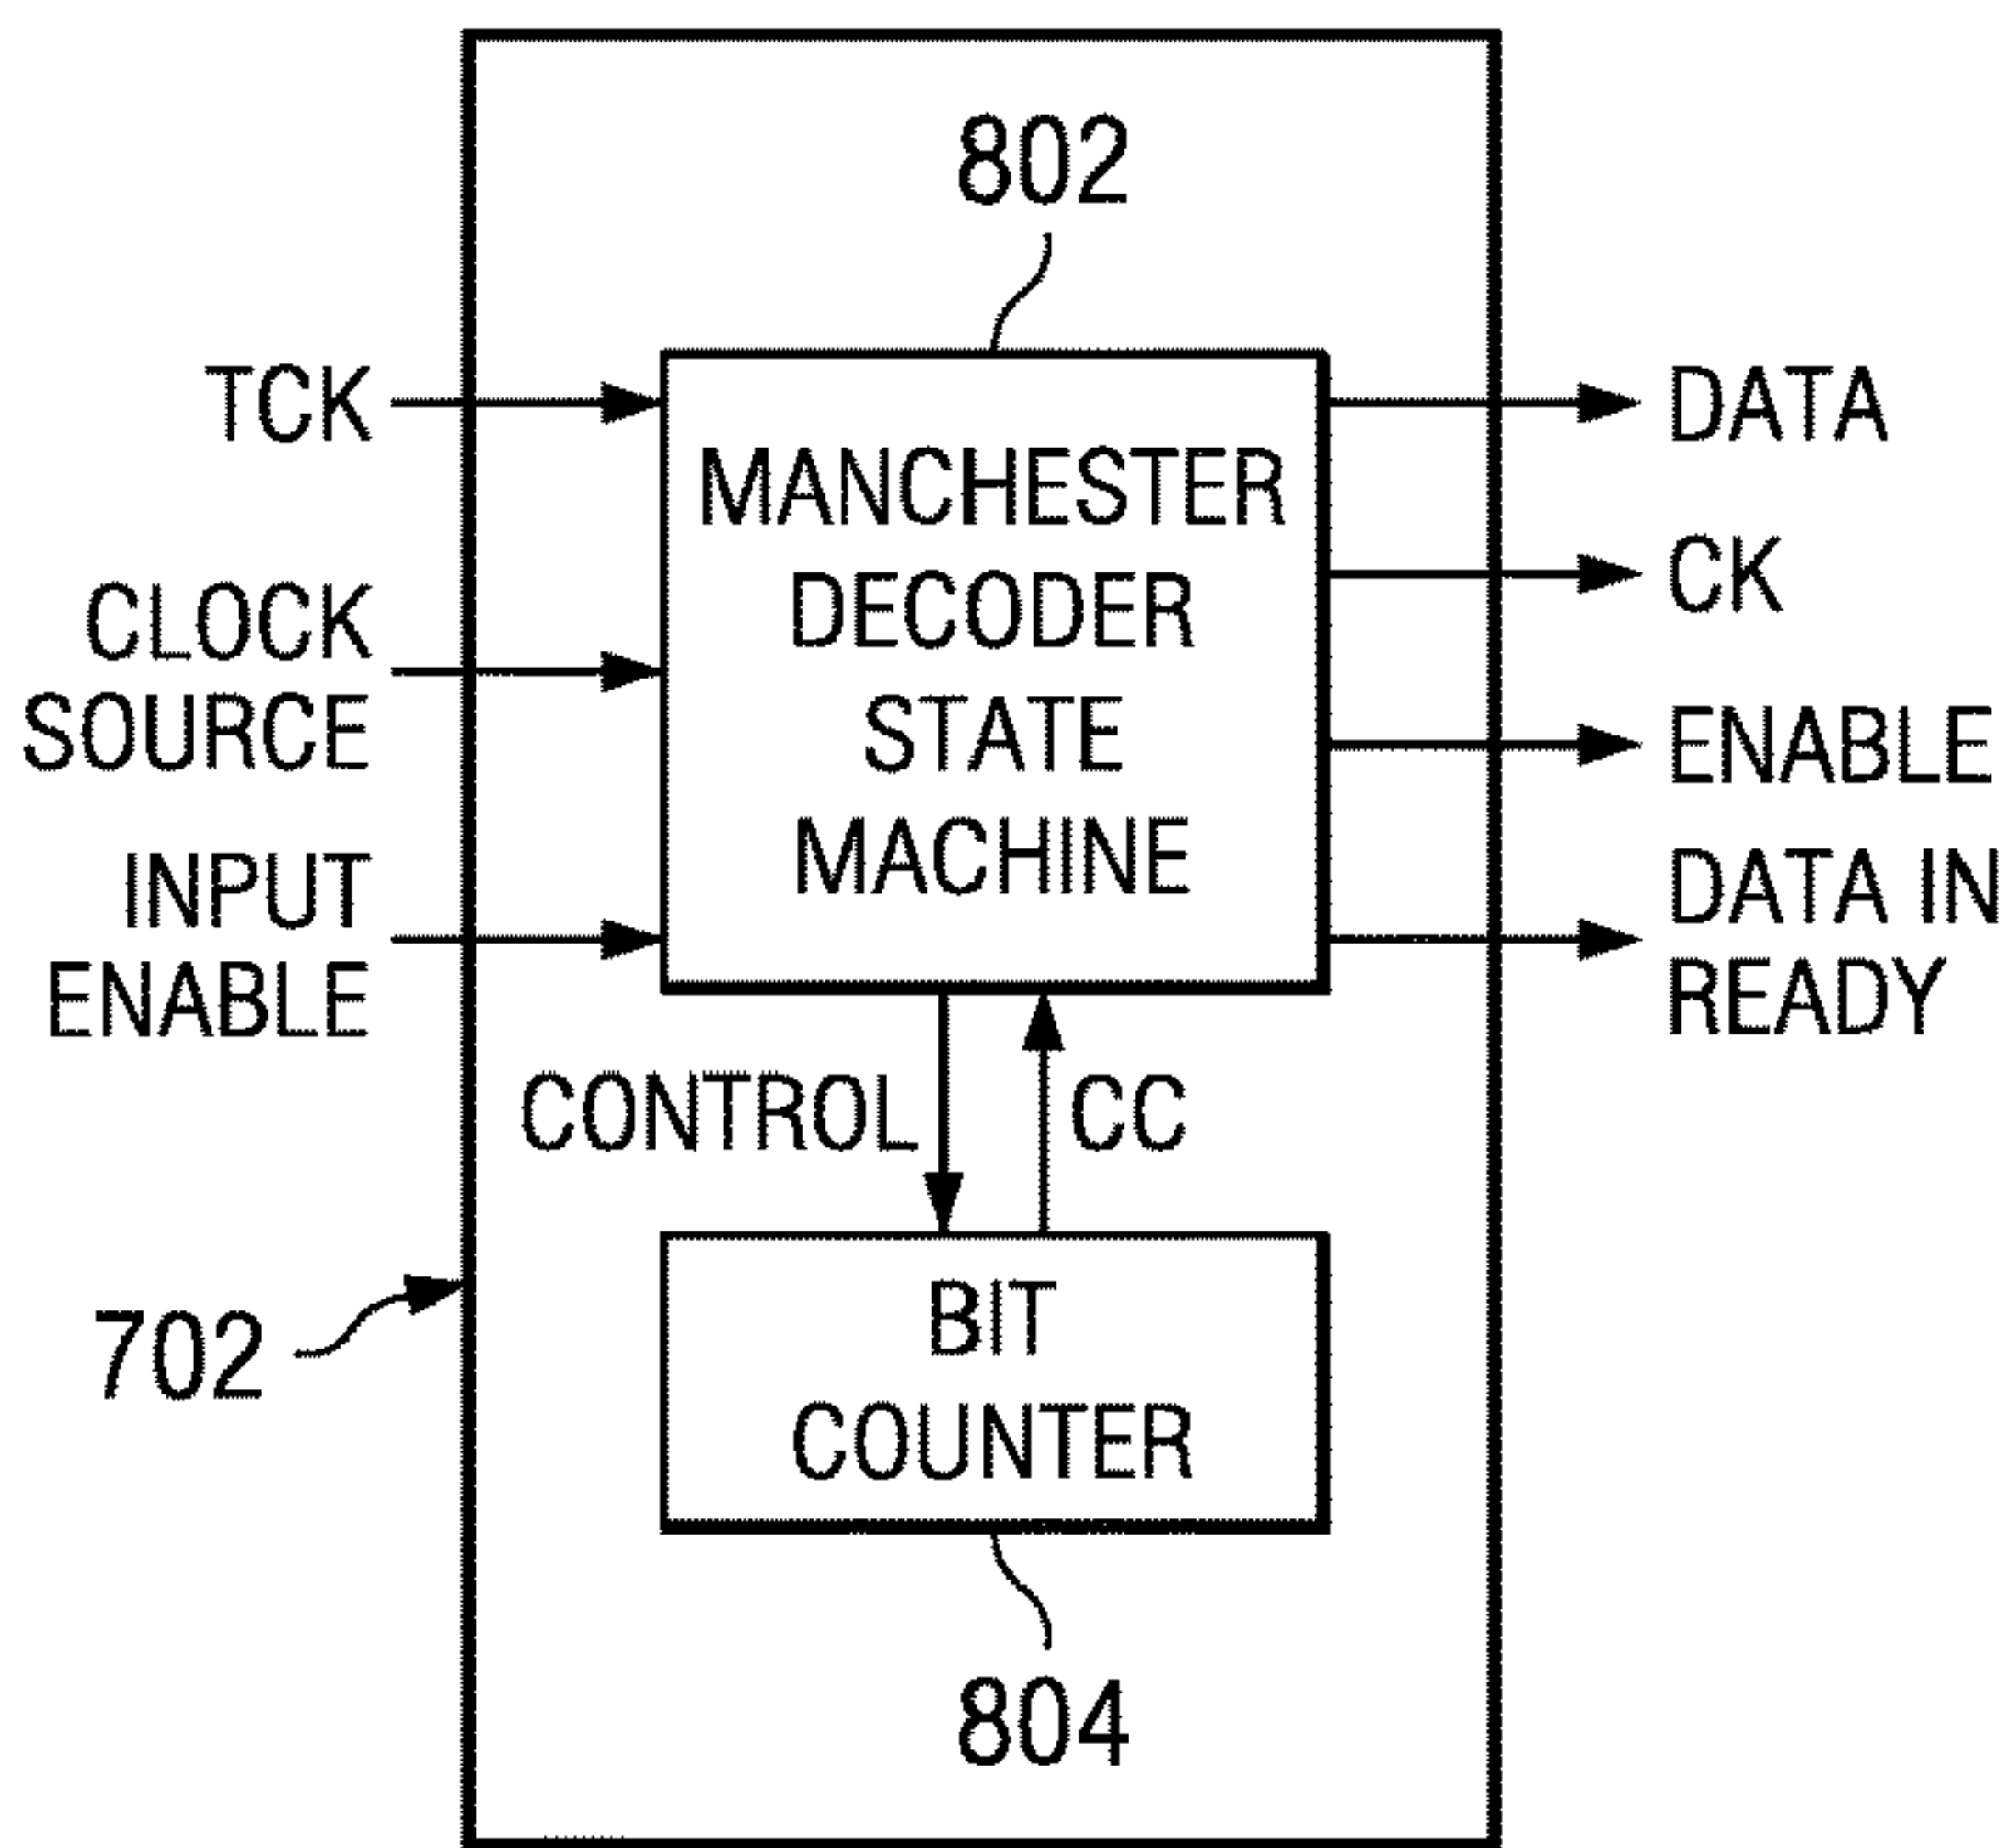 802
TCK
CLOCK
SOURCE
INPUT
ENABLE
MANCHESTER
DECODER
STATE
MACHINE
DATA
CK
ENABLE
DATA IN
READY
CONTROL
CC
BIT
COUNTER
702
804